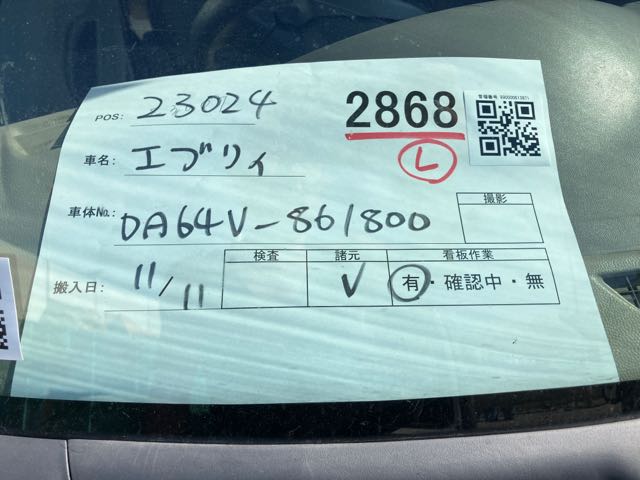 POS: 23024
2868
L
車名: エブリィ
車体No.: DA64V-861800
撮影
搬入日: 11/11
検査 諸元 看板作業
V 有・確認中・無